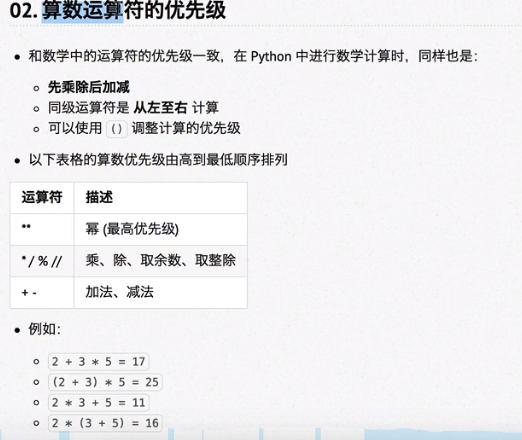 02. 算数运算符的优先级
和数学中的运算符的优先级一致，在 Python 中进行数学计算时，同样也是：
先乘除后加减
同级运算符是 从左至右 计算
可以使用 () 调整计算的优先级
以下表格的算数优先级由高到最低顺序排列
运算符 描述
** 幂 (最高优先级)
* / % // 乘、除、取余数、取整除
+ - 加法、减法
例如：
2 + 3 * 5 = 17
(2 + 3) * 5 = 25
2 * 3 + 5 = 11
2 * (3 + 5) = 16